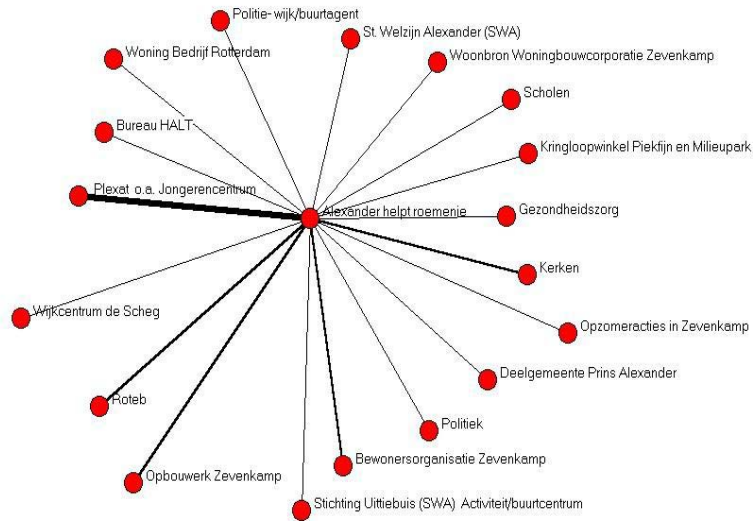 Politie- wijk/buurtagent
St. Welzijn Alexander (SWA)
Woning Bedrijf Rotterdam
Woonbron Woningbouwcorporatie Zevenkamp
Scholen
Bureau HALT
Kringloopwinkel Piekfijn en Milieupark
Plexat o.a. Jongerencentrum
Alexander helpt roemenie
Gezondheidszorg
Kerken
Wijkcentrum de Scheg
Opzomeracties in Zevenkamp
Deelgemeente Prins Alexander
Roteb
Politiek
Bewonersorganisatie Zevenkamp
Opbouwerk Zevenkamp
Stichting Uittiebuis (SWA) Activiteit/buurtcentrum